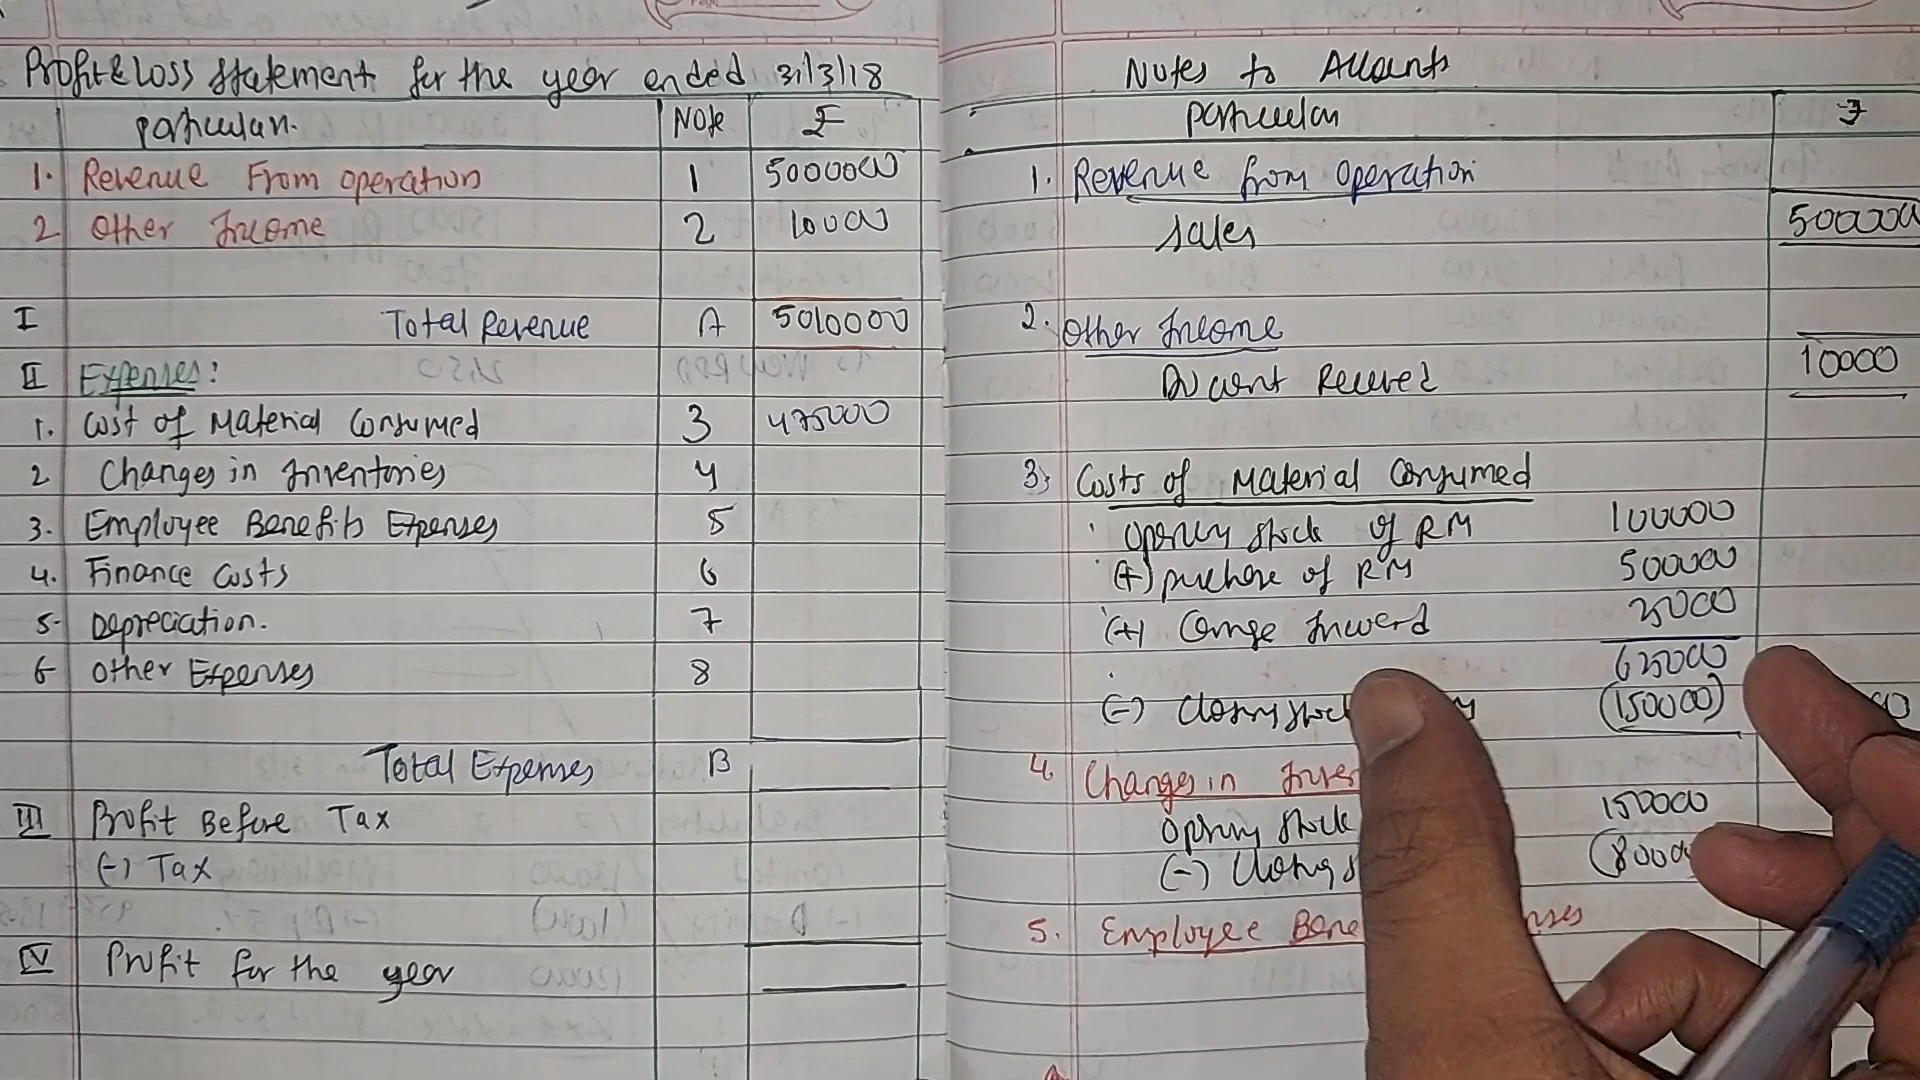 Profit & Loss Statement for the year ended 31/3/18
Particulars. Note ₹
1. Revenue From operation 1 5000000
2 Other Income 2 10000
I Total Revenue A 5010000
II Expenses:
1. Cost of Material Consumed 3 475000
2 Changes in Inventories 4
3. Employee Benefits Expenses 5
4. Finance Costs 6
5- Depreciation. 7
6 Other Expenses 8
Total Expenses B
III Profit Before Tax
(-) Tax
IV Profit for the year
Notes to Accounts
Particular ₹
1. Revenue from Operation
Sales 500000
2. Other Income
Discount Received 10000
3, Costs of Material Consumed
Opening Stock of RM 100000
(+) purchase of RM 500000
(+) Carriage Inward 25000
625000
(-) Closing Stock (150000)
4. Changes in Inver
Opening Stock 150000
(-) Closing S (8000
5. Employee Bene nses